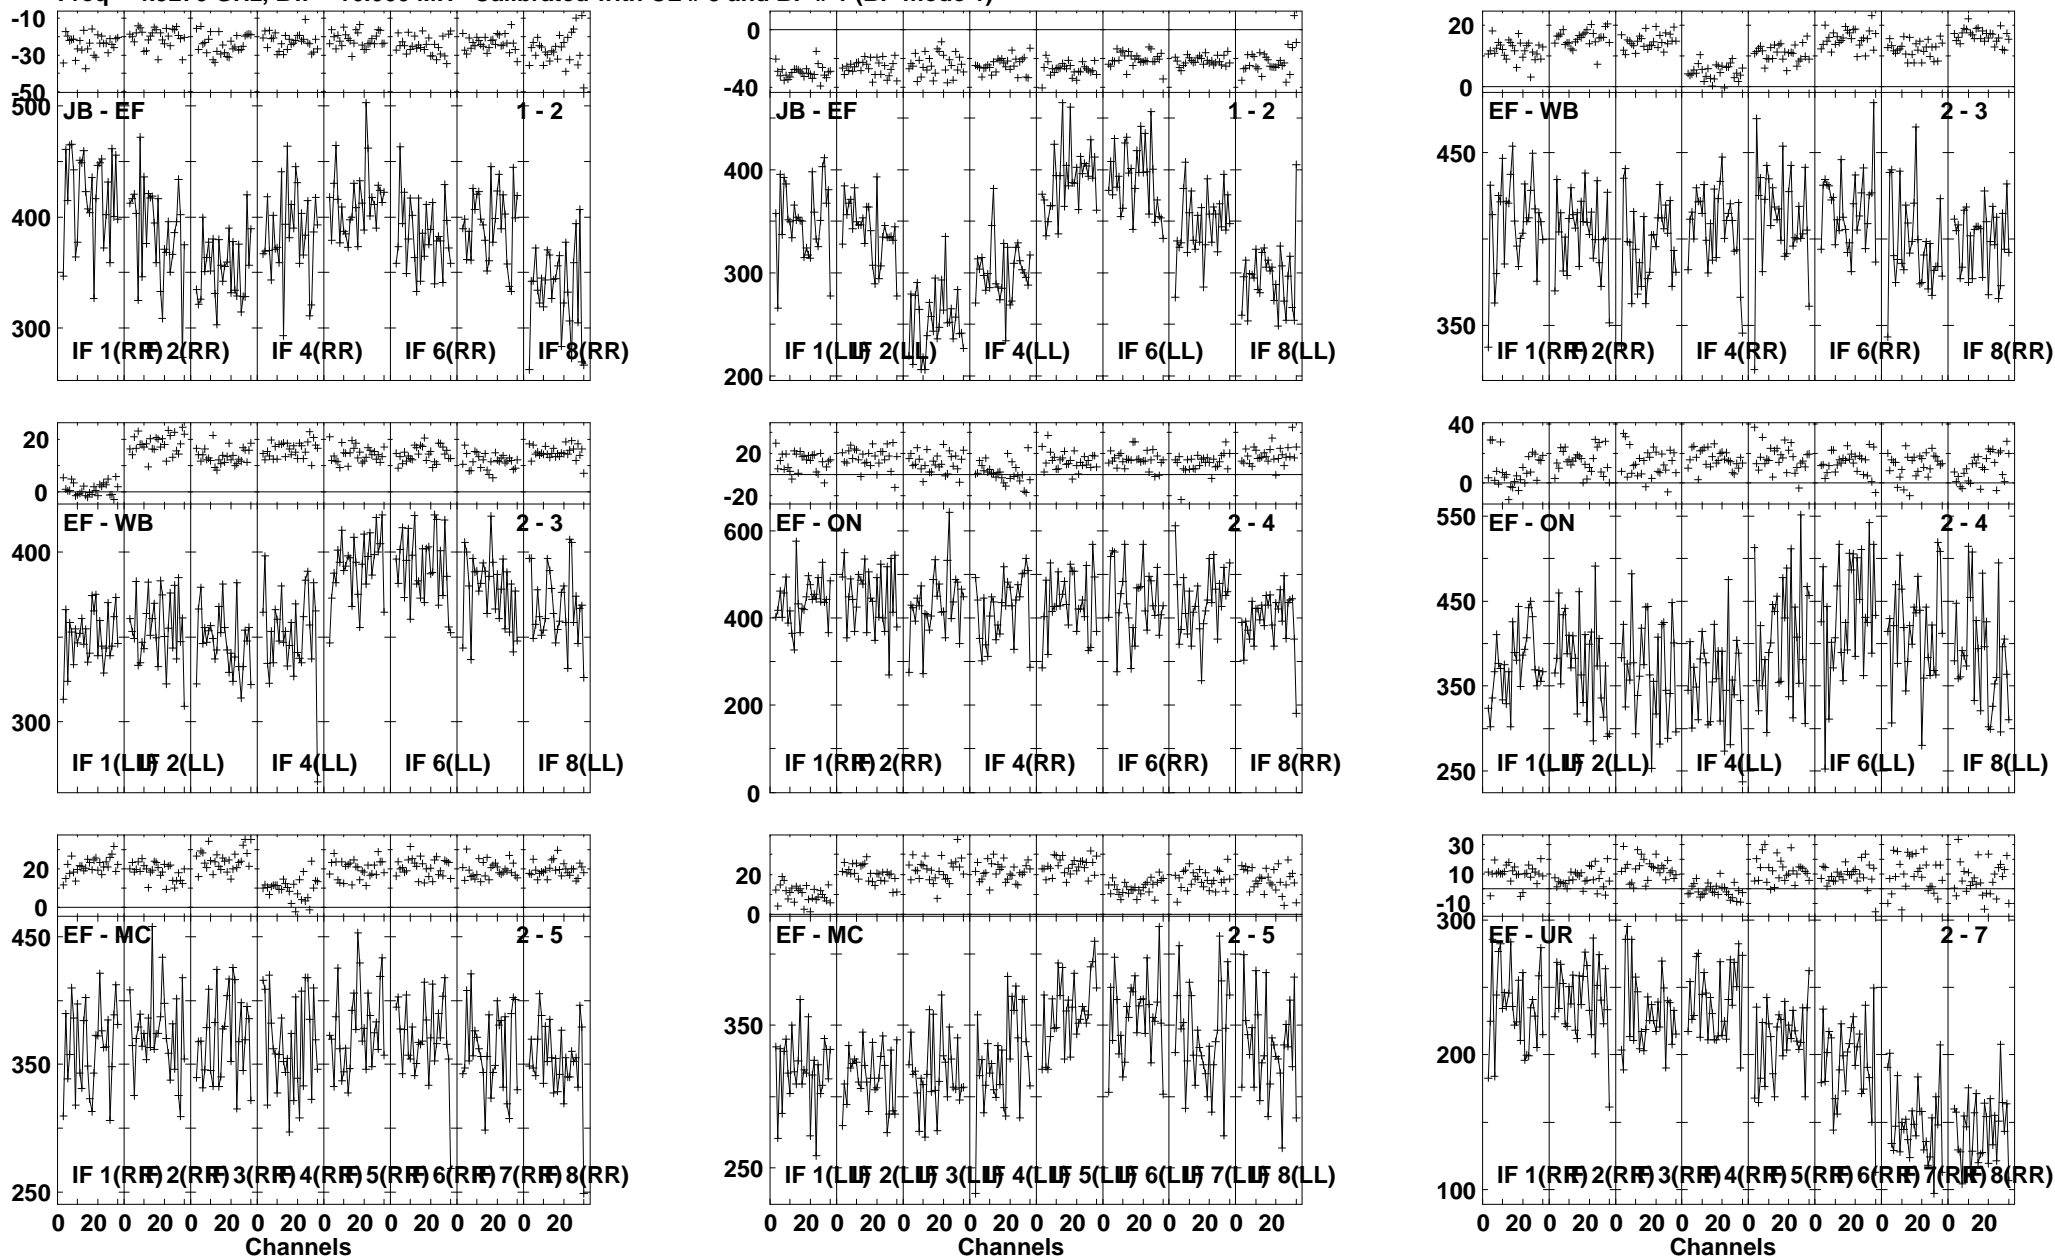 -10
-30
-50
500
400
300
JB - EF
1 - 2
IF 1(RR)
IF 2(RR)
IF 4(RR)
IF 6(RR)
IF 8(RR)
0
-40
400
300
200
JB - EF
1 - 2
IF 1(LL)
IF 2(LL)
IF 4(LL)
IF 6(LL)
IF 8(LL)
20
0
450
350
EF - WB
2 - 3
IF 1(RR)
IF 2(RR)
IF 4(RR)
IF 6(RR)
IF 8(RR)
20
0
400
300
EF - WB
2 - 3
IF 1(LL)
IF 2(LL)
IF 4(LL)
IF 6(LL)
IF 8(LL)
20
-20
600
400
200
0
EF - ON
2 - 4
IF 1(RR)
IF 2(RR)
IF 4(RR)
IF 6(RR)
IF 8(RR)
40
20
0
550
450
350
250
EF - ON
2 - 4
IF 1(LL)
IF 2(LL)
IF 4(LL)
IF 6(LL)
IF 8(LL)
20
0
450
350
250
EF - MC
2 - 5
IF 1(RR)
IF 2(RR)
IF 3(RR)
IF 4(RR)
IF 5(RR)
IF 6(RR)
IF 7(RR)
IF 8(RR)
0 20 0 20 0 20 0 20 0 20 0 20 0 20 0 20
Channels
20
0
350
250
EF - MC
2 - 5
IF 1(LL)
IF 2(LL)
IF 3(LL)
IF 4(LL)
IF 5(LL)
IF 6(LL)
IF 7(LL)
IF 8(LL)
0 20 0 20 0 20 0 20 0 20 0 20 0 20 0 20
Channels
30
10
-10
300
200
100
EF - UR
2 - 7
IF 1(RR)
IF 2(RR)
IF 3(RR)
IF 4(RR)
IF 5(RR)
IF 6(RR)
IF 7(RR)
IF 8(RR)
0 20 0 20 0 20 0 20 0 20 0 20 0 20 0 20
Channels